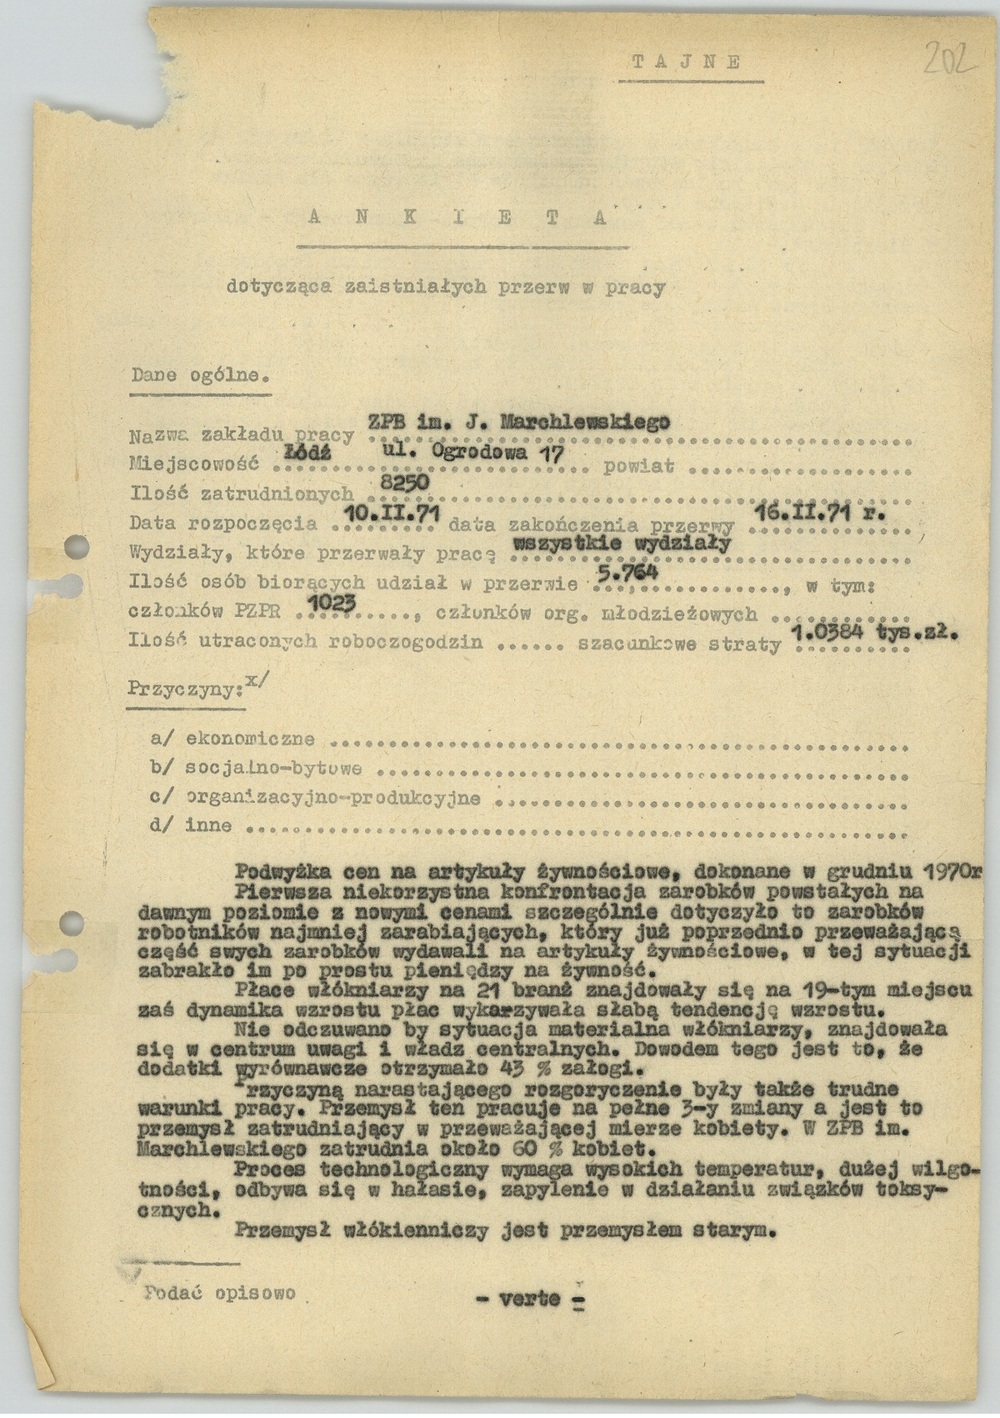 TAJNE
202
ANKIETA
dotycząca zaistniałych przerw w pracy
Dane ogólne.
Nazwa zakładu pracy ZPB im. J. Marchlewskiego
Miejscowość Łódź ul. Ogrodowa 17 powiat
Ilość zatrudnionych 8250
Data rozpoczęcia 10.II.71 data zakończenia przerwy 16.II.71 r.
Wydziały, które przerwały pracę wszystkie wydziały
Ilość osób biorących udział w przerwie 5.764, w tym:
członków PZPR 1023, członków org. młodzieżowych
Ilość utraconych roboczogodzin ...... szacunkowe straty 1.0384 tys.zł.
Przyczyny:x/
a/ ekonomiczne
b/ socjalno-bytowe
c/ organizacyjno-produkcyjne
d/ inne
Podwyżka cen na artykuły żywnościowe, dokonane w grudniu 1970r
Pierwsza niekorzystna konfrontacja zarobków powstałych na
dawnym poziomie z nowymi cenami szczególnie dotyczyło to zarobków
robotników najmniej zarabiających, który już poprzednio przeważającą
część swych zarobków wydawali na artykuły żywnościowe, w tej sytuacji
zabrakło im po prostu pieniędzy na żywność.
Płace włókniarzy na 21 branż znajdowały się na 19-tym miejscu
zaś dynamika wzrostu płac wykarzywała słabą tendencję wzrostu.
Nie odczuwano by sytuacja materialna włókniarzy, znajdowała
się w centrum uwagi i władz centralnych. Dowodem tego jest to, że
dodatki wyrównawcze otrzymało 43 % załogi.
Przyczyną narastającego rozgoryczenie były także trudne
warunki pracy. Przemysł ten pracuje na pełne 3-y zmiany a jest to
przemysł zatrudniający w przeważającej mierze kobiety. W ZPB im.
Marchlewskiego zatrudnia około 60 % kobiet.
Proces technologiczny wymaga wysokich temperatur, dużej wilgo-
tności, odbywa się w hałasie, zapylenie w działaniu związków toksy-
cznych.
Przemysł włókienniczy jest przemysłem starym.
Podać opisowo
- verte -